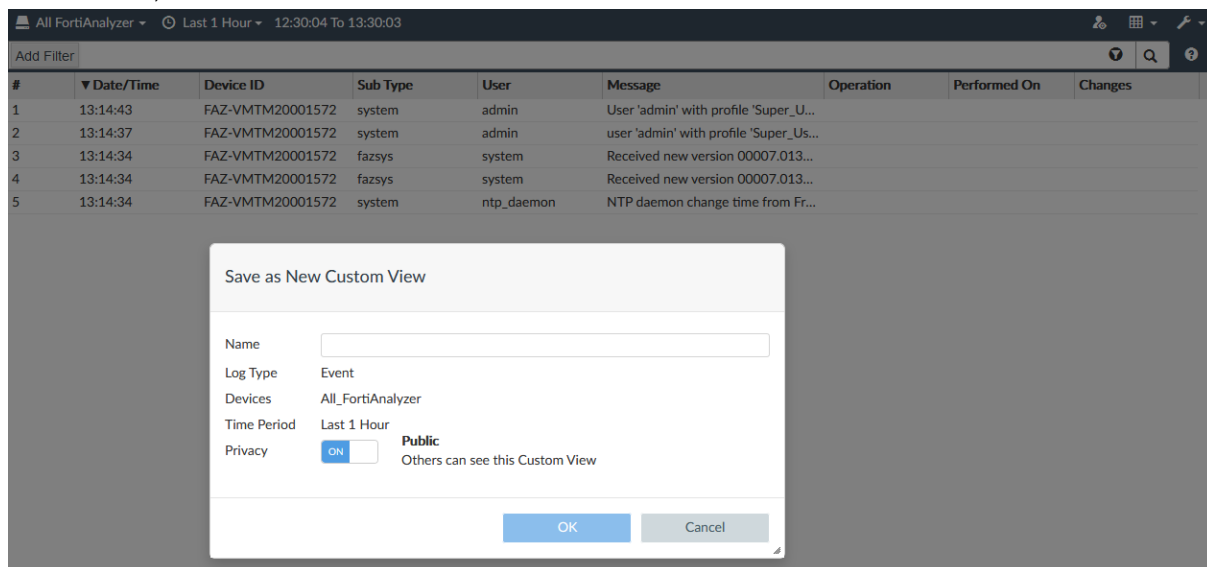 All FortiAnalyzer Last 1 Hour 12:30:04 To 13:30:03
Add Filter
# ▼Date/Time Device ID Sub Type User Message Operation Performed On Changes
1 13:14:43 FAZ-VMTM20001572 system admin User 'admin' with profile 'Super_U...
2 13:14:37 FAZ-VMTM20001572 system admin user 'admin' with profile 'Super_Us...
3 13:14:34 FAZ-VMTM20001572 fazsys system Received new version 00007.013...
4 13:14:34 FAZ-VMTM20001572 fazsys system Received new version 00007.013...
5 13:14:34 FAZ-VMTM20001572 system ntp_daemon NTP daemon change time from Fr...
Save as New Custom View
Name
Log Type Event
Devices All_FortiAnalyzer
Time Period Last 1 Hour
Privacy ON Public
Others can see this Custom View
OK Cancel